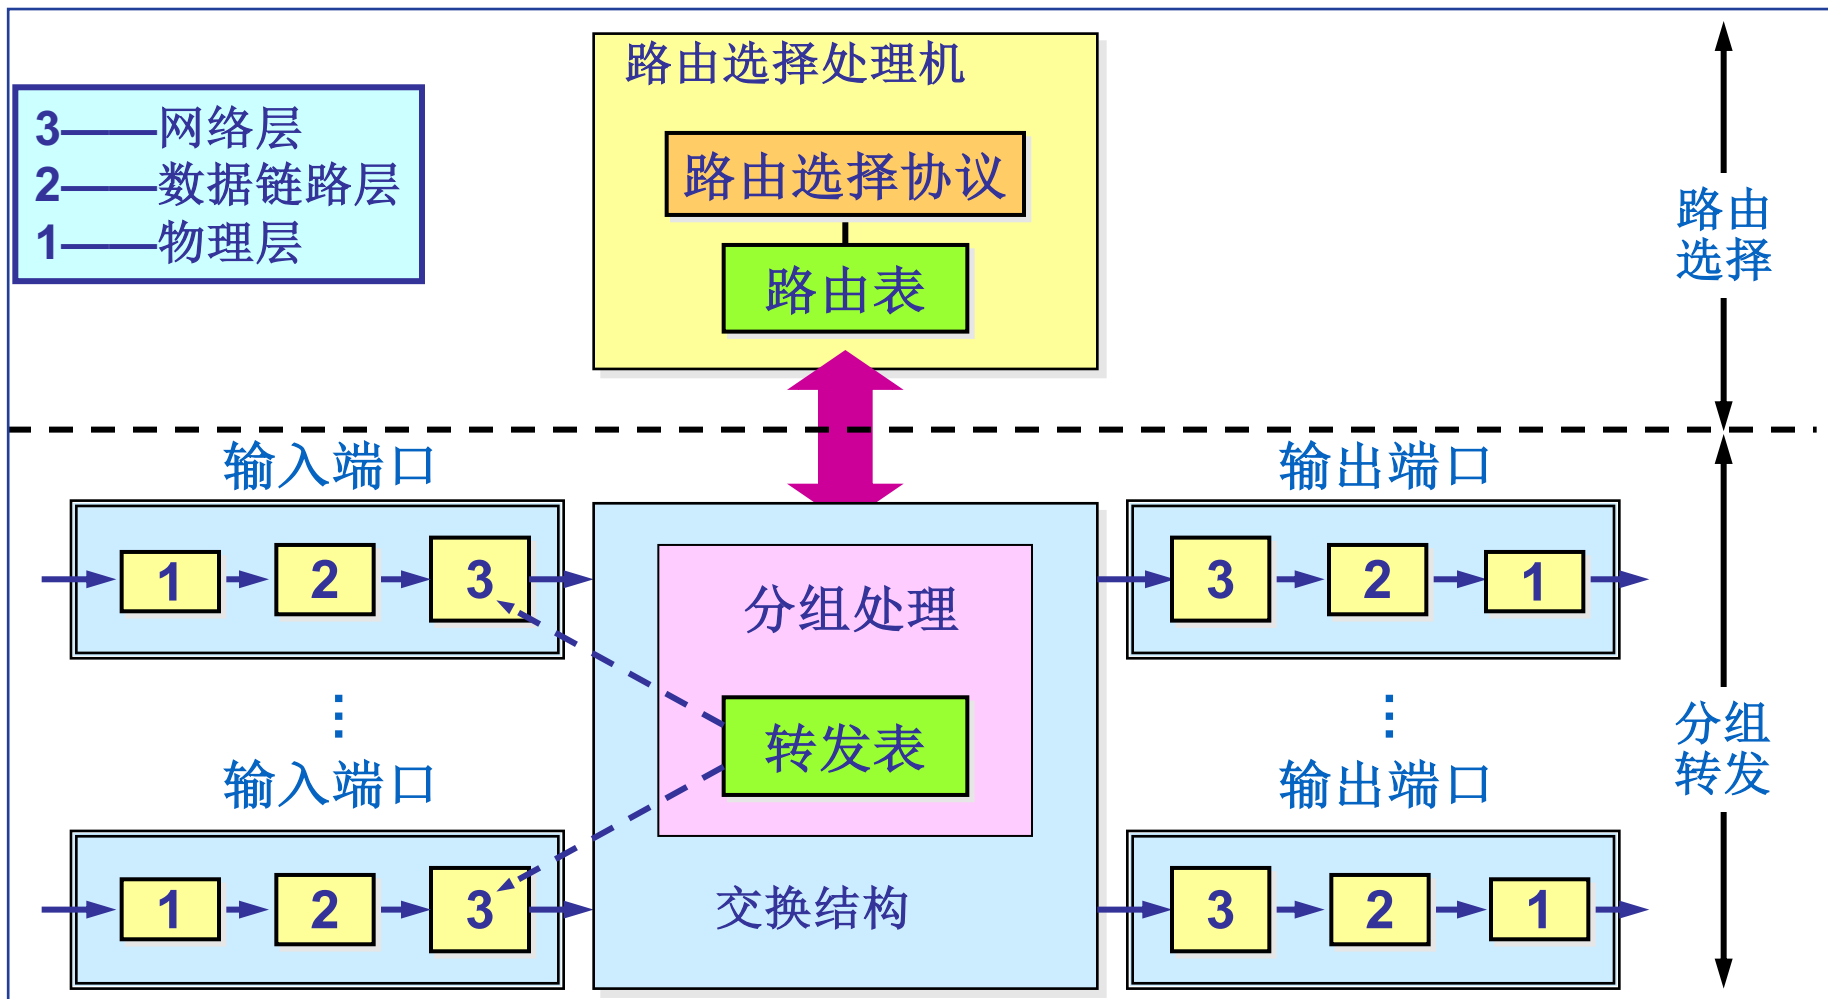 路由选择处理机
3——网络层
2——数据链路层
1——物理层
路由选择协议
路由表
路由
选择
输入端口
输出端口
1
2
3
3
2
1
分组处理
转发表
分组
转发
输入端口
输出端口
1
2
3
交换结构
3
2
1